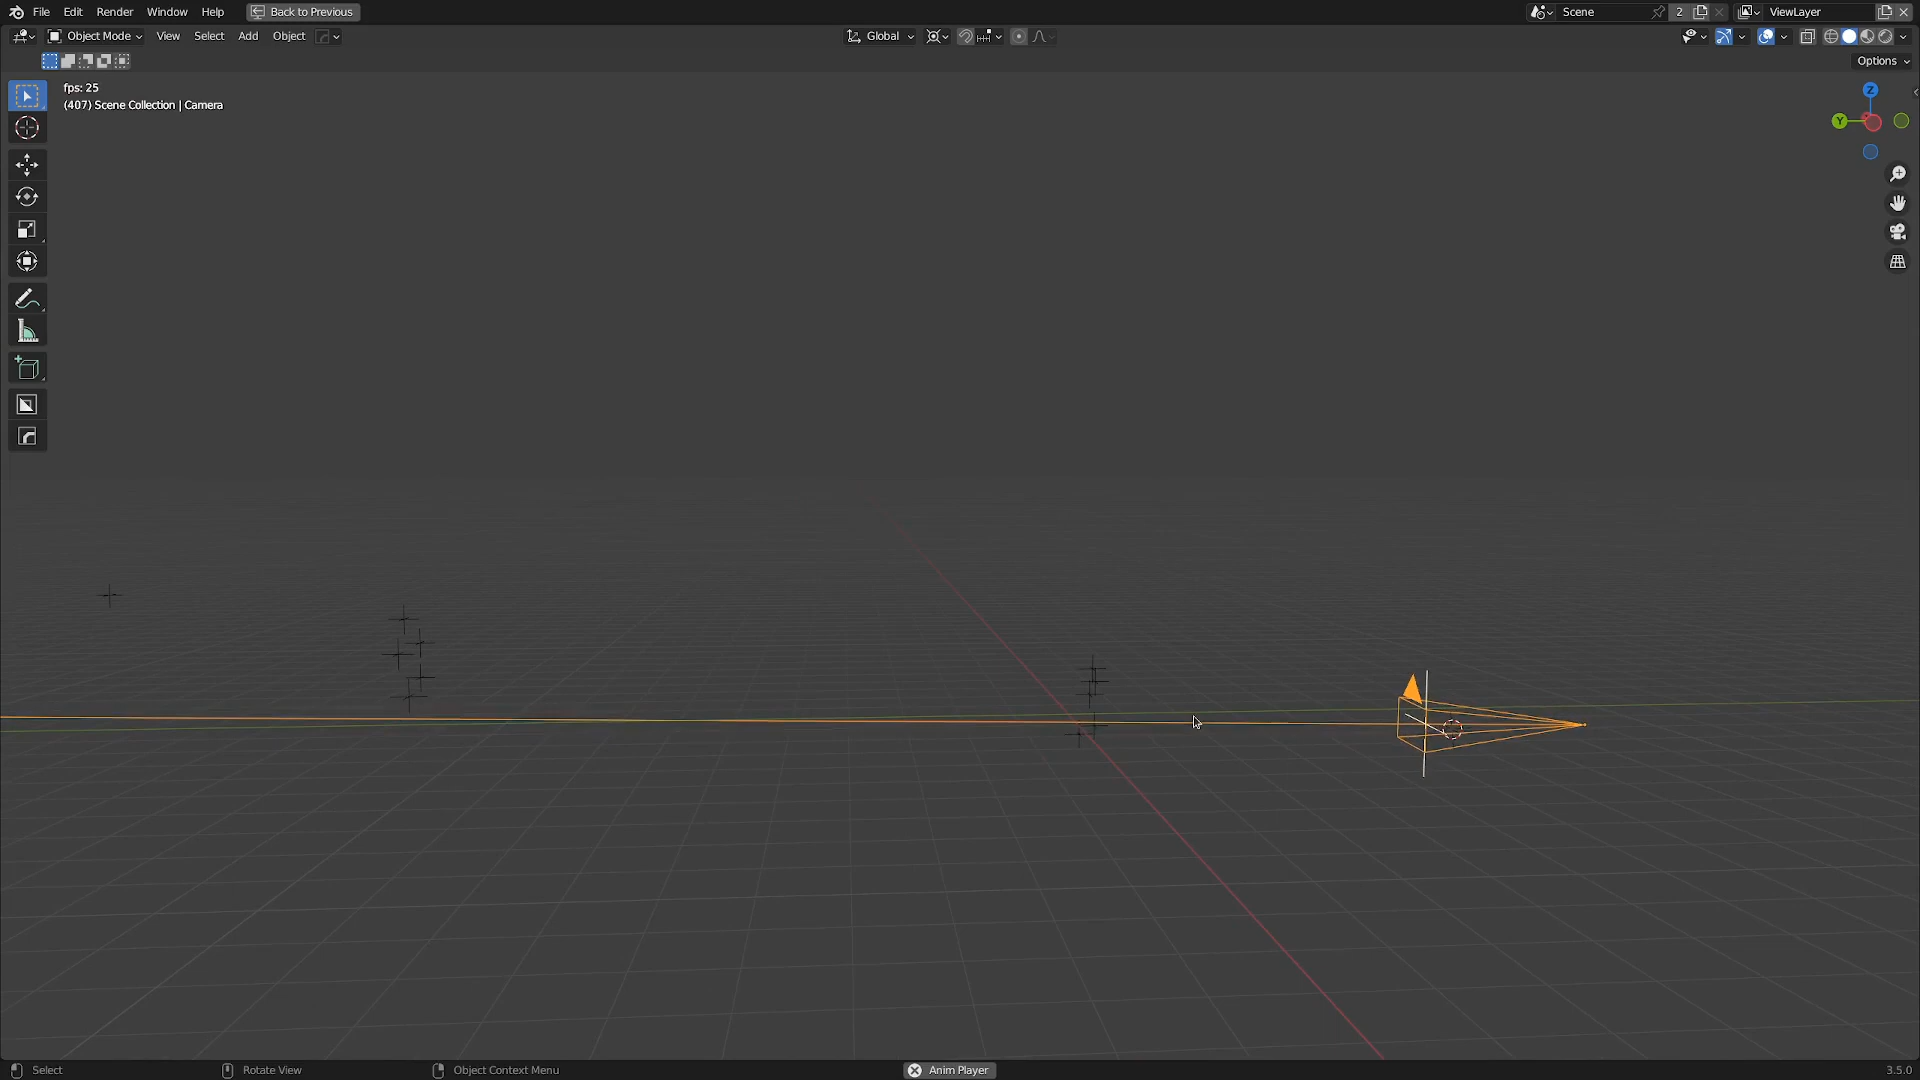 File Edit Render Window Help Back to Previous Scene 2 ViewLayer
Object Mode View Select Add Object Global
Options
fps: 25
(407) Scene Collection | Camera
Z
Y
Select Rotate View Object Context Menu Anim Player 3.5.0